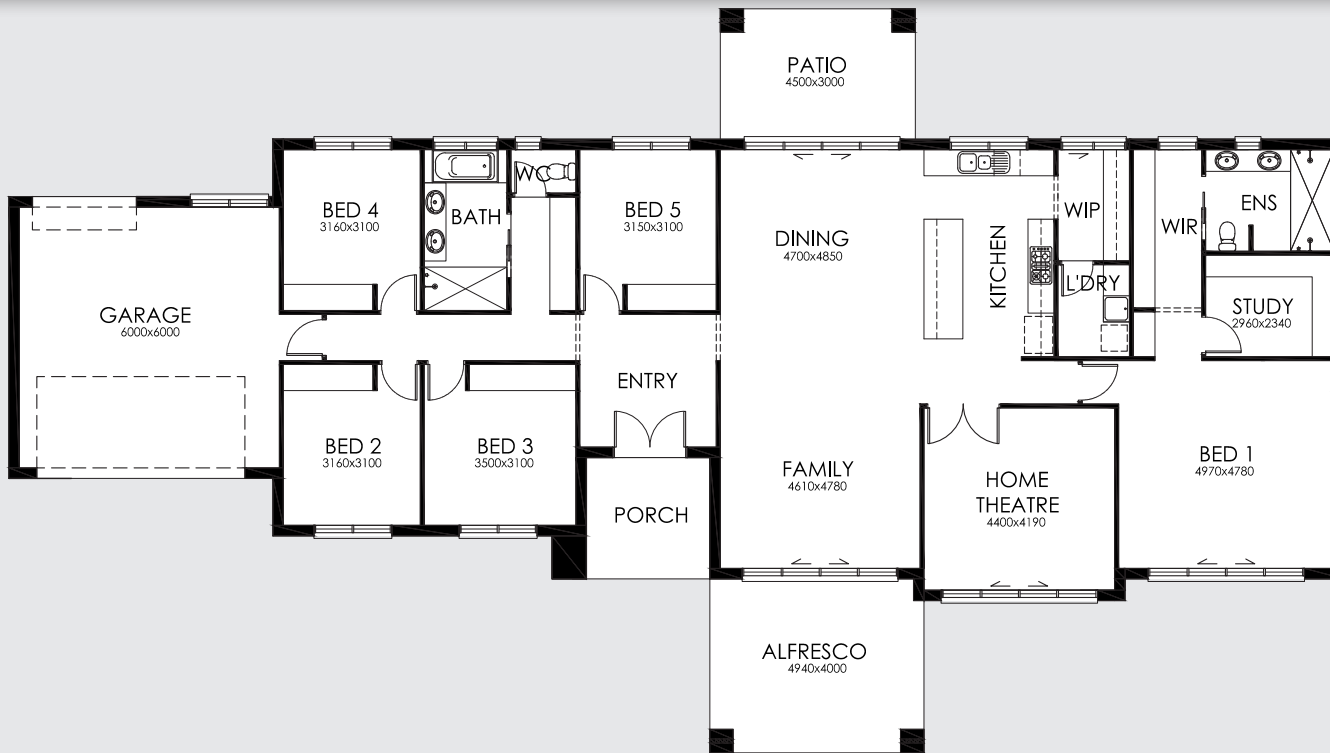 PATIO
4500x3000
WC
BED 4
3160x3100
BATH
BED 5
3150x3100
DINING
4700x4850
KITCHEN
WIP
WIR
ENS
L'DRY
STUDY
2960x2340
GARAGE
6000x6000
ENTRY
BED 2
3160x3100
BED 3
3500x3100
PORCH
FAMILY
4610x4780
HOME
THEATRE
4400x4190
BED 1
4970x4780
ALFRESCO
4940x4000